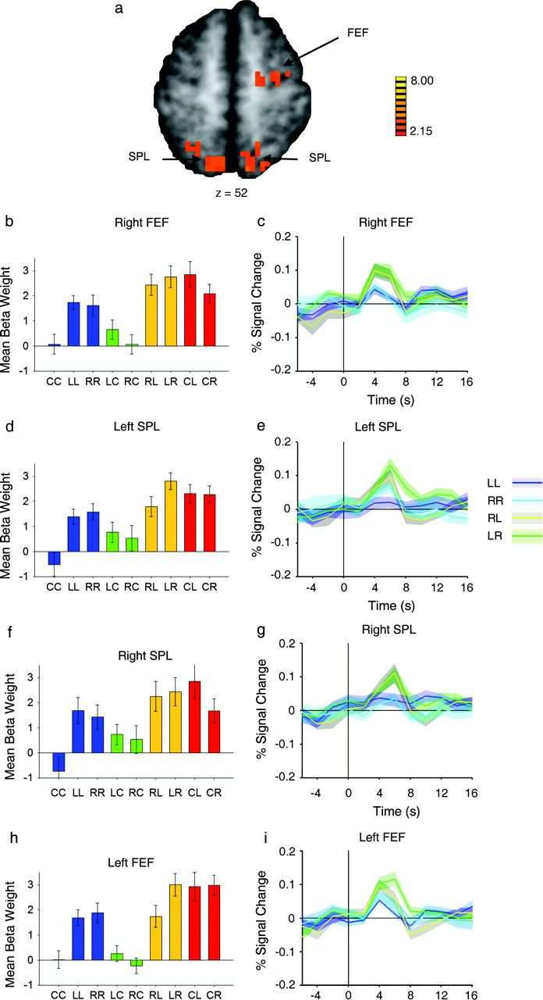 a
FEF
8.00
2.15
SPL
SPL
z = 52
b
Right FEF
Mean Beta Weight
3
2
1
0
-1
CC LL RR LC RC RL LR CL CR
c
Right FEF
% Signal Change
0.2
0.1
0
-0.1
-0.2
-4 0 4 8 12 16
Time (s)
d
Left SPL
Mean Beta Weight
3
2
1
0
-1
CC LL RR LC RC RL LR CL CR
e
Left SPL
% Signal Change
0.2
0.1
0
-0.1
-0.2
-4 0 4 8 12 16
Time (s)
LL
RR
RL
LR
f
Right SPL
Mean Beta Weight
3
2
1
0
-1
CC LL RR LC RC RL LR CL CR
g
Right SPL
% Signal Change
0.2
0.1
0
-0.1
-0.2
-4 0 4 8 12 16
Time (s)
h
Left FEF
Mean Beta Weight
3
2
1
0
-1
CC LL RR LC RC RL LR CL CR
i
Left FEF
% Signal Change
0.2
0.1
0
-0.1
-0.2
-4 0 4 8 12 16